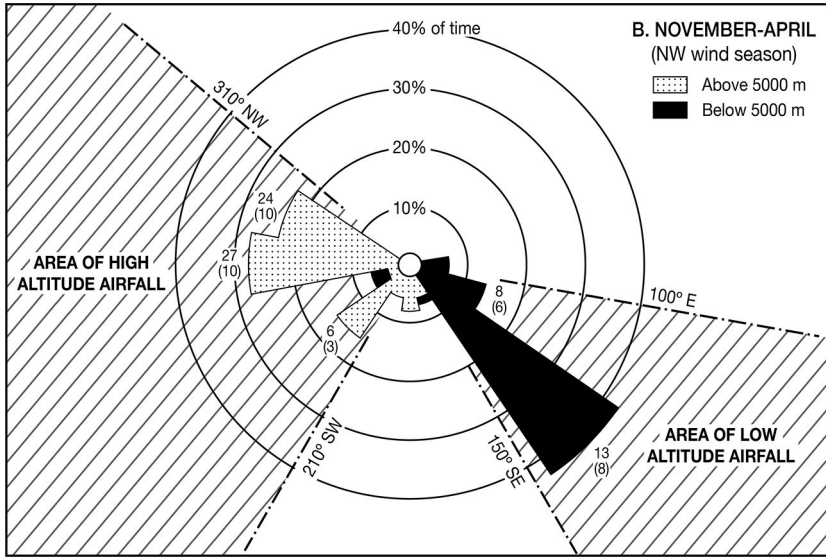 40% of time
B. NOVEMBER-APRIL
(NW wind season)
Above 5000 m
Below 5000 m
30%
310° NW
20%
10%
24
(10)
27
(10)
AREA OF HIGH
ALTITUDE AIRFALL
8
(6)
100° E
6
(3)
210° SW
150° SE
13
(8)
AREA OF LOW
ALTITUDE AIRFALL